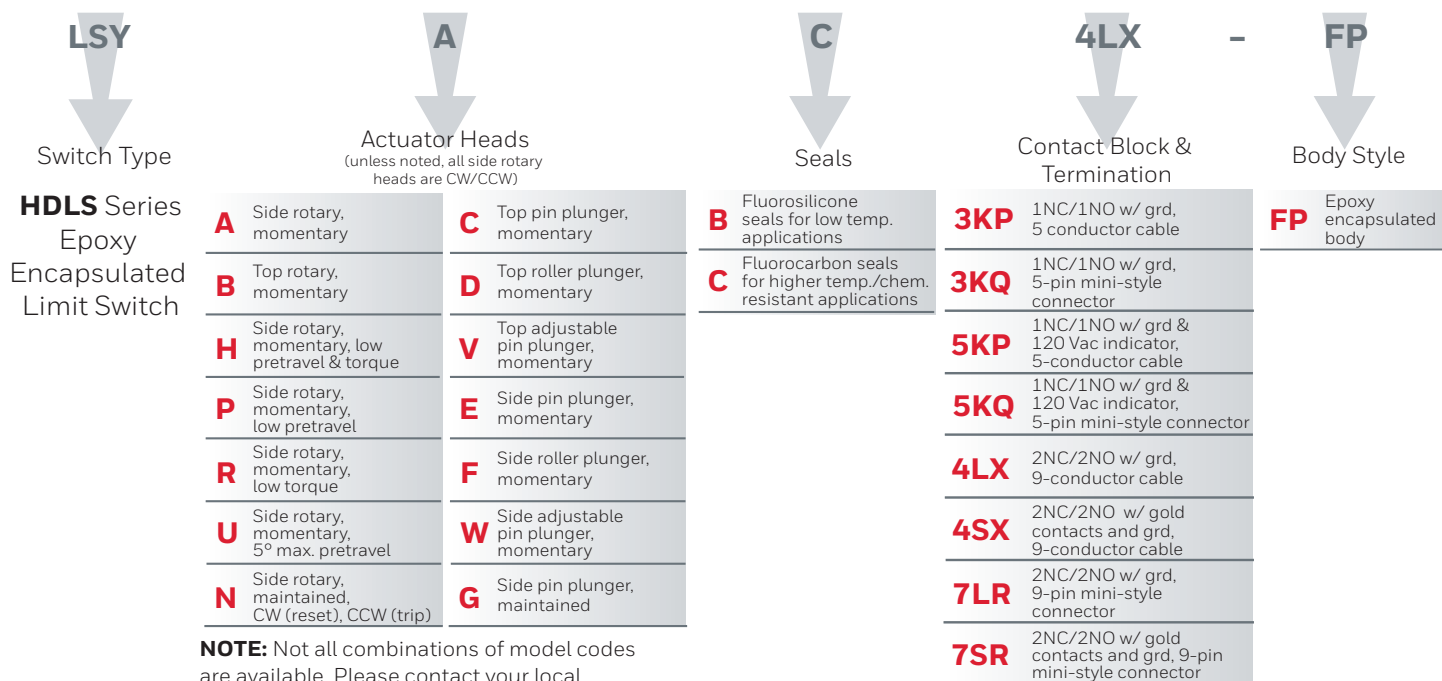 LSY A C 4LX – FP
Switch Type
HDLS Series
Epoxy
Encapsulated
Limit Switch
Actuator Heads
(unless noted, all side rotary
heads are CW/CCW)
A Side rotary,
momentary
B Top rotary,
momentary
H Side rotary,
momentary, low
pretravel & torque
P Side rotary,
momentary,
low pretravel
R Side rotary,
momentary,
low torque
U Side rotary,
momentary,
5° max. pretravel
N Side rotary,
maintained,
CW (reset), CCW (trip)
C Top pin plunger,
momentary
D Top roller plunger,
momentary
V Top adjustable
pin plunger,
momentary
E Side pin plunger,
momentary
F Side roller plunger,
momentary
W Side adjustable
pin plunger,
momentary
G Side pin plunger,
maintained
NOTE: Not all combinations of model codes
are available. Please contact your local
Seals
B Fluorosilicone
seals for low temp.
applications
C Fluorocarbon seals
for higher temp./chem.
resistant applications
Contact Block &
Termination
3KP 1NC/1NO w/ grd,
5 conductor cable
3KQ 1NC/1NO w/ grd,
5-pin mini-style
connector
5KP 1NC/1NO w/ grd &
120 Vac indicator,
5-conductor cable
5KQ 1NC/1NO w/ grd &
120 Vac indicator,
5-pin mini-style connector
4LX 2NC/2NO w/ grd,
9-conductor cable
4SX 2NC/2NO w/ gold
contacts and grd,
9-conductor cable
7LR 2NC/2NO w/ grd,
9-pin mini-style
connector
7SR 2NC/2NO w/ gold
contacts and grd, 9-pin
mini-style connector
Body Style
FP Epoxy
encapsulated
body